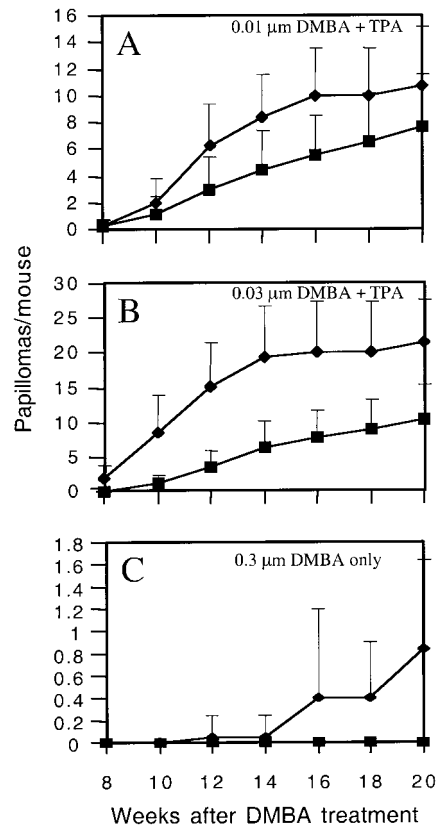 Papillomas/mouse
A
0.01 µm DMBA + TPA
16
14
12
10
8
6
4
2
0
B
0.03 µm DMBA + TPA
30
25
20
15
10
5
0
C
0.3 µm DMBA only
1.8
1.6
1.4
1.2
1
0.8
0.6
0.4
0.2
0
8 10 12 14 16 18 20
Weeks after DMBA treatment